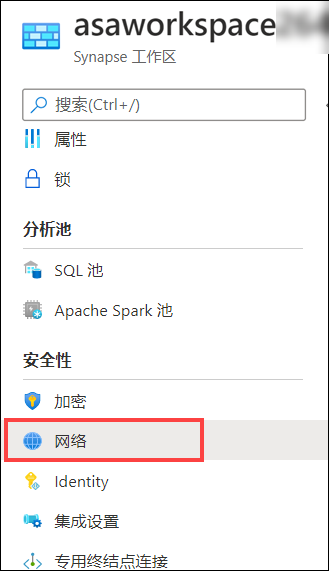 asaworkspace
Synapse 工作区
搜索(Ctrl+/)
属性
锁
分析池
SQL 池
Apache Spark 池
安全性
加密
网络
Identity
集成设置
专用终结点连接